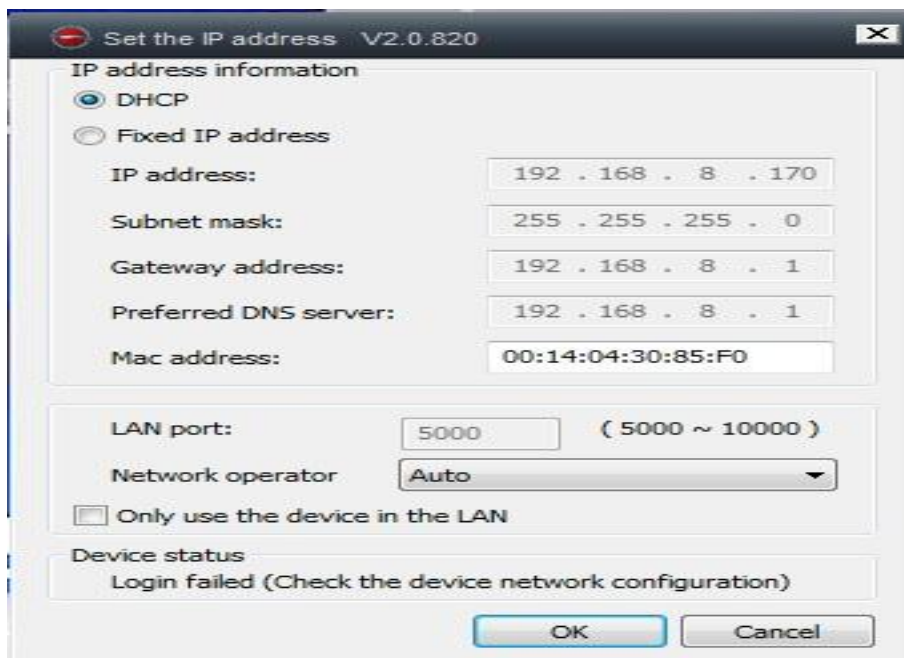 Set the IP address V2.0.820
IP address information
DHCP
Fixed IP address
IP address: 192 . 168 . 8 . 170
Subnet mask: 255 . 255 . 255 . 0
Gateway address: 192 . 168 . 8 . 1
Preferred DNS server: 192 . 168 . 8 . 1
Mac address: 00:14:04:30:85:F0
LAN port: 5000 ( 5000 ~ 10000 )
Network operator Auto
Only use the device in the LAN
Device status
Login failed (Check the device network configuration)
OK Cancel